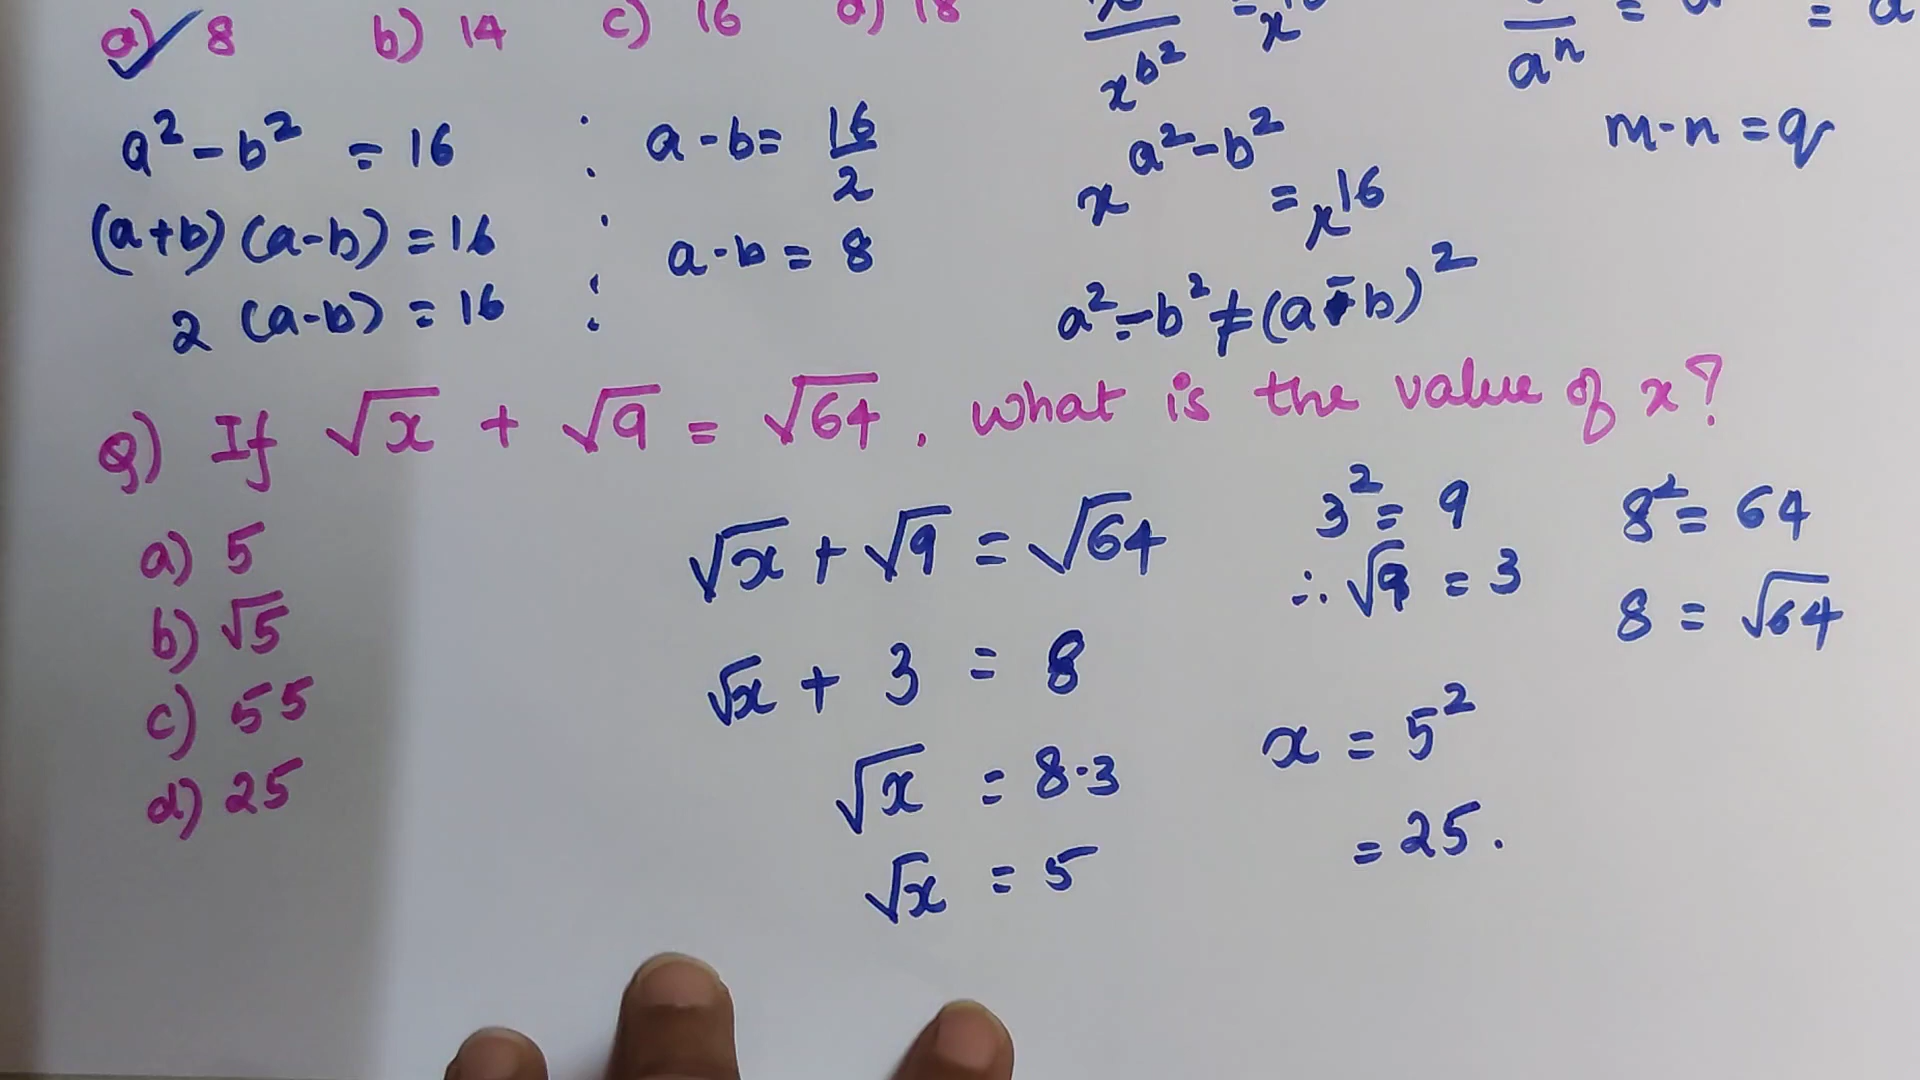 a) 8 b) 14 c) 16 d) 18
x^b² = x
a^n = =
a² - b² = 16
(a+b) (a-b) = 16
2 (a-b) = 16
a - b = 16/2
a - b = 8
x^a²-b² = x^16
a² - b² ≠ (a - b)²
m - n = q
Q) If √x + √9 = √64. what is the value of x?
a) 5
b) √5
c) 55
d) 25
√x + √9 = √64
√x + 3 = 8
√x = 8-3
√x = 5
3² = 9
∴ √9 = 3
8² = 64
8 = √64
x = 5²
= 25.